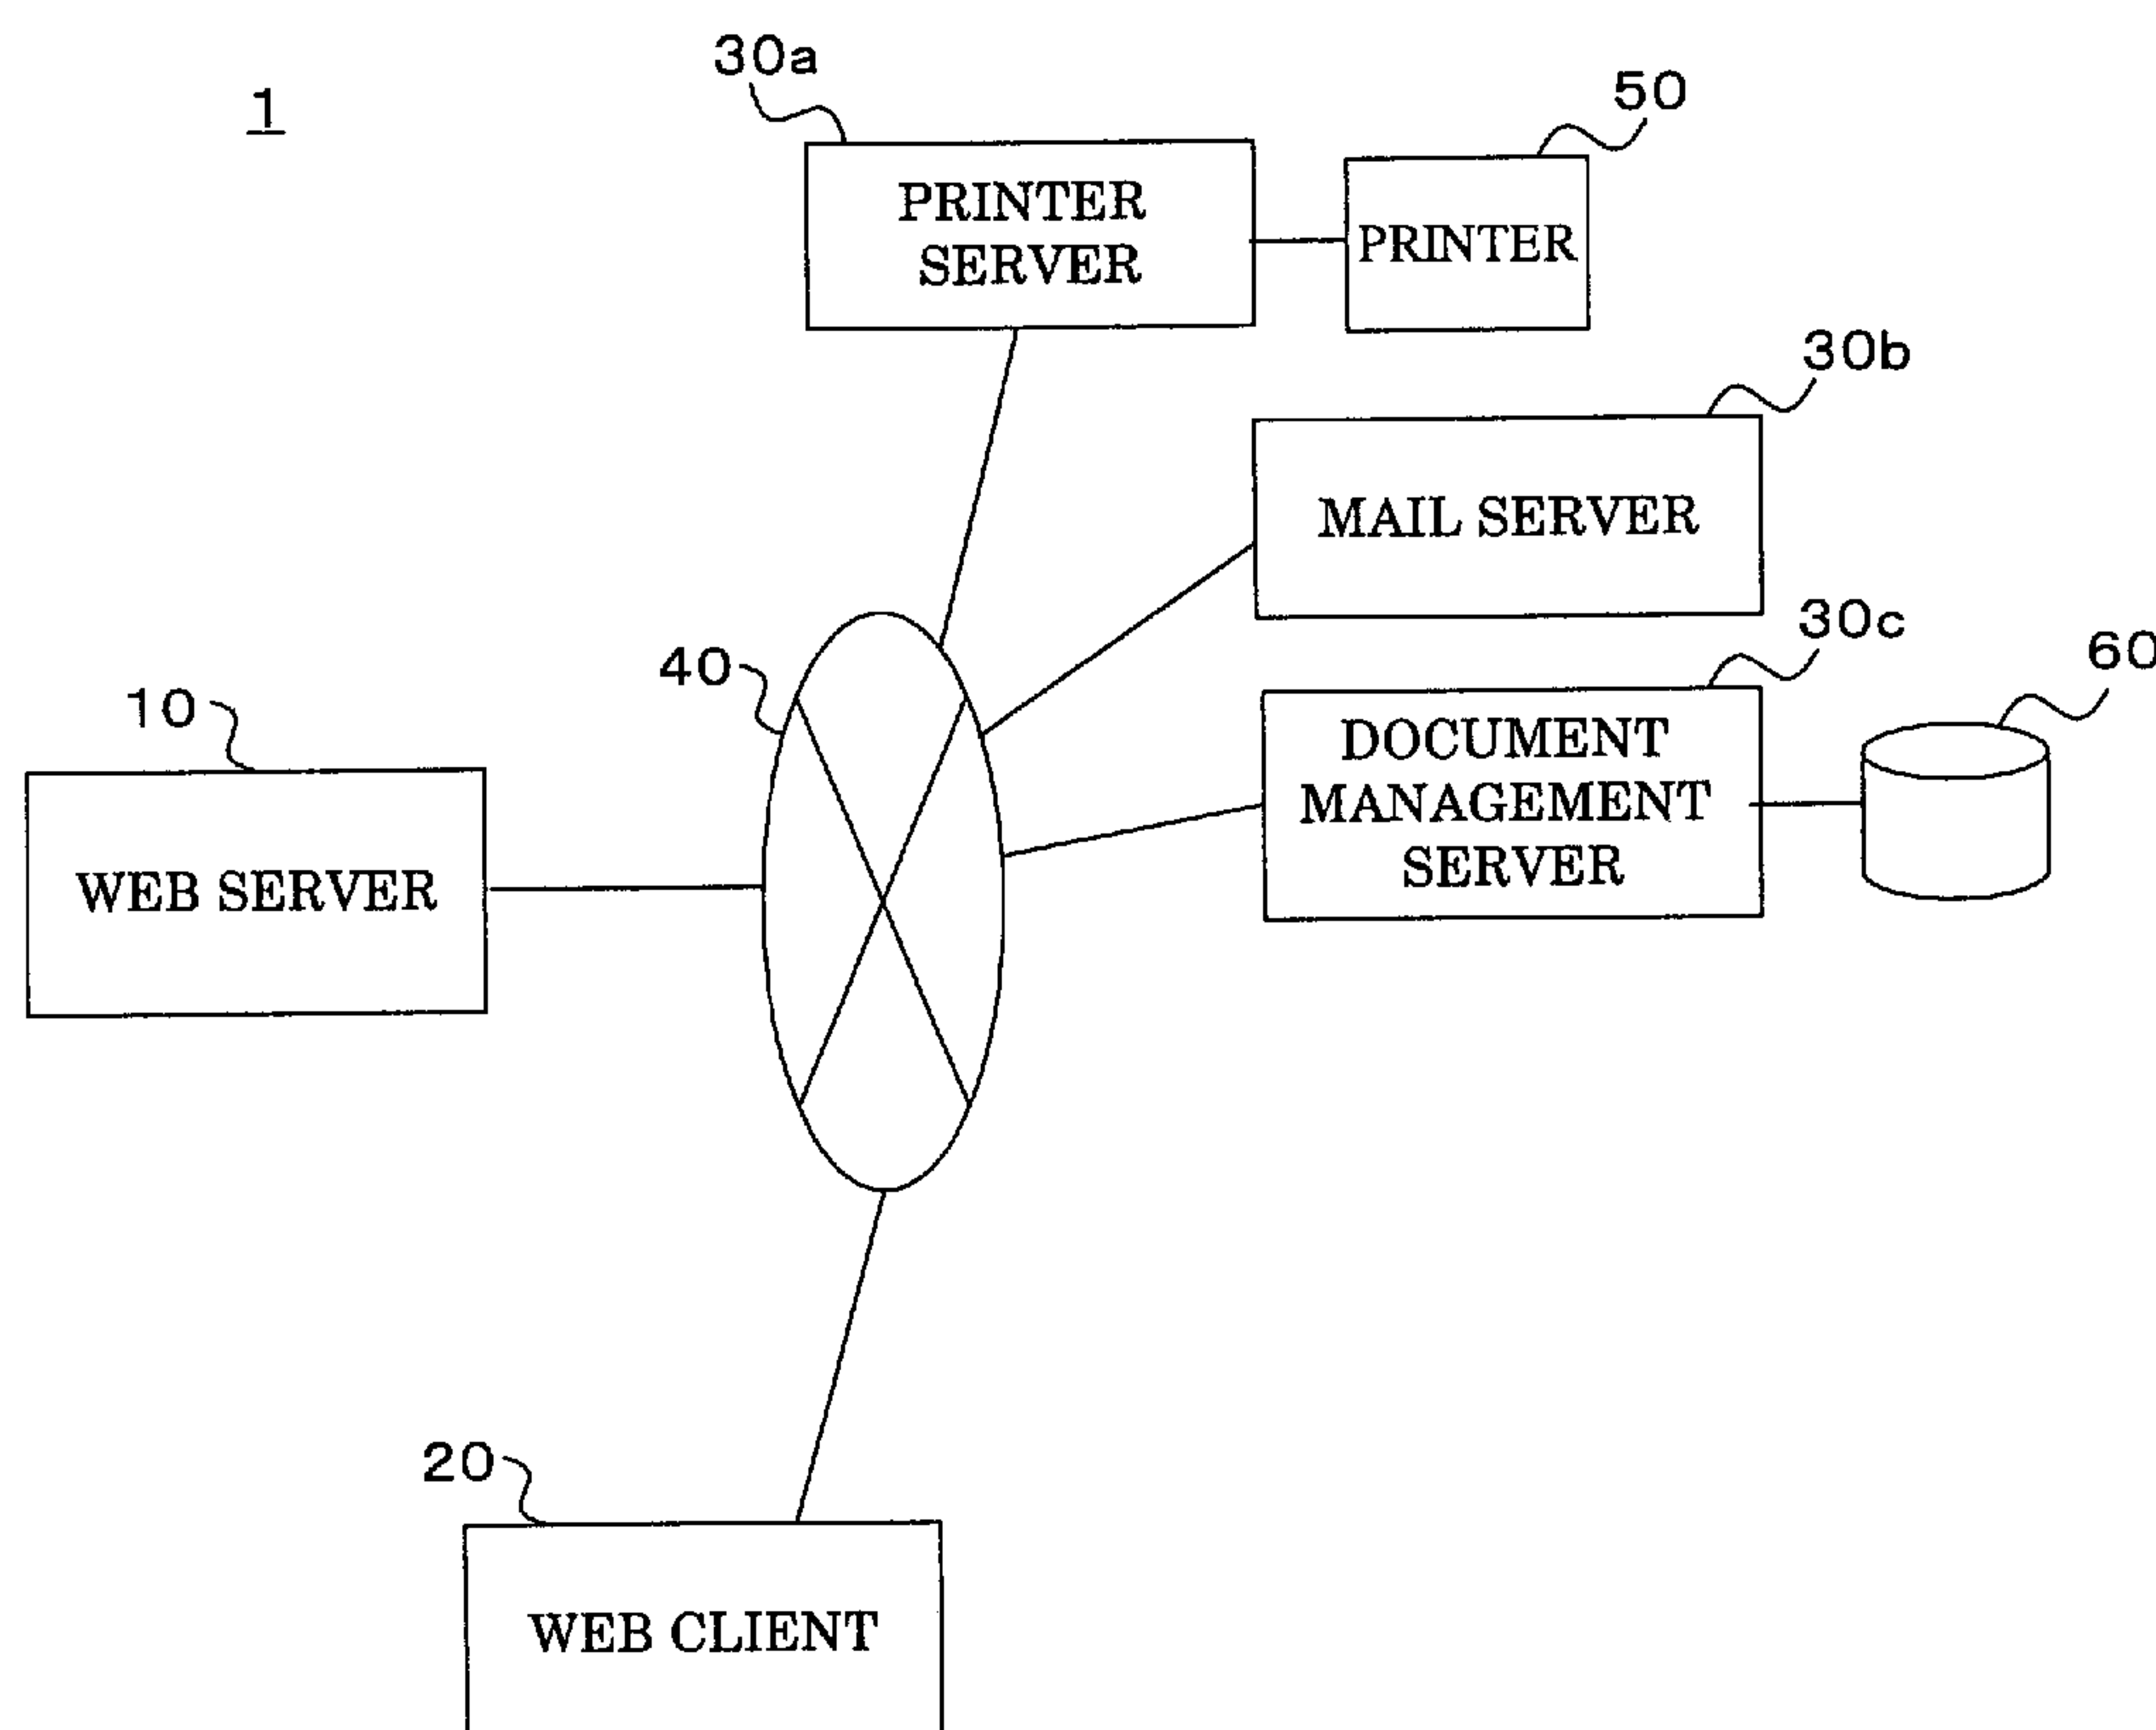 30a
1
50
PRINTER
SERVER
PRINTER
30b
MAIL SERVER
30c
60
40
10
DOCUMENT
MANAGEMENT
SERVER
WEB SERVER
20
WEB CLIENT